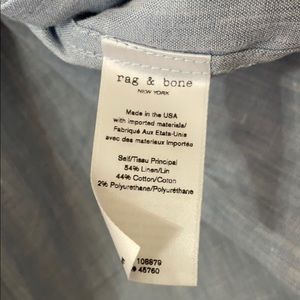 rag & bone
NEW YORK
Made in the USA
with imported materials/
Fabriqué Aux Etats-Unis
avec des materiaux Importés
Self/Tissu Principal
54% Linen/Lin
44% Cotton/Coton
2% Polyurethane/Polyuréthane
108879
45760